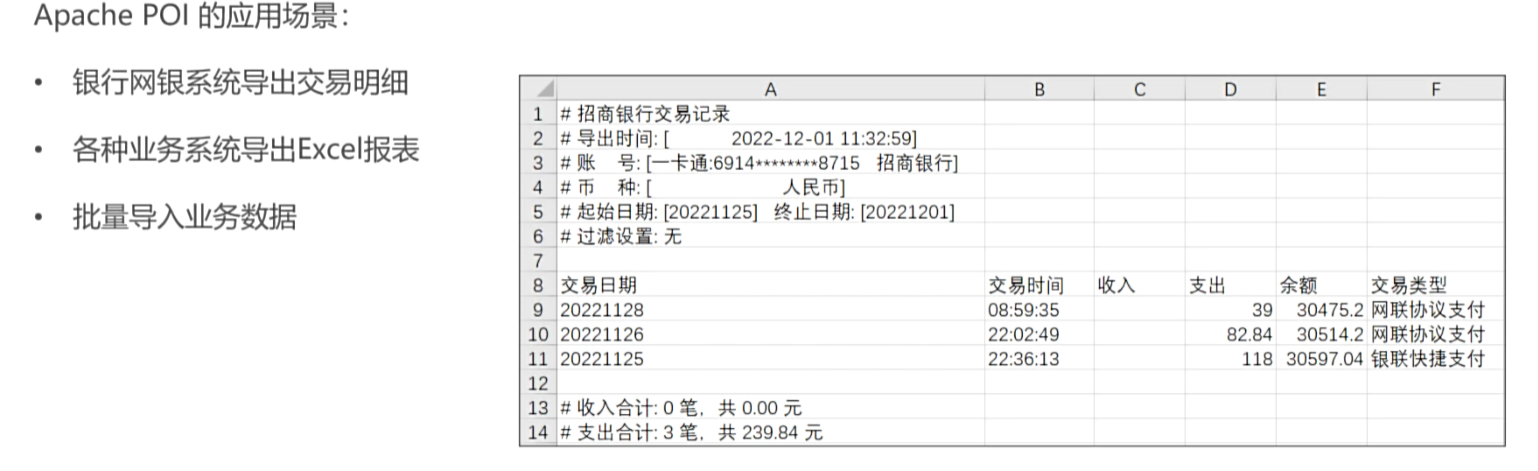 Apache POI 的应用场景：
• 银行网银系统导出交易明细
• 各种业务系统导出Excel报表
• 批量导入业务数据
A B C D E F
1 # 招商银行交易记录
2 # 导出时间: [ 2022-12-01 11:32:59]
3 # 账 号: [一卡通:6914********8715 招商银行]
4 # 币 种: [ 人民币]
5 # 起始日期: [20221125] 终止日期: [20221201]
6 # 过滤设置: 无
7
8 交易日期 交易时间 收入 支出 余额 交易类型
9 20221128 08:59:35 39 30475.2 网联协议支付
10 20221126 22:02:49 82.84 30514.2 网联协议支付
11 20221125 22:36:13 118 30597.04 银联快捷支付
12
13 # 收入合计: 0 笔，共 0.00 元
14 # 支出合计: 3 笔，共 239.84 元